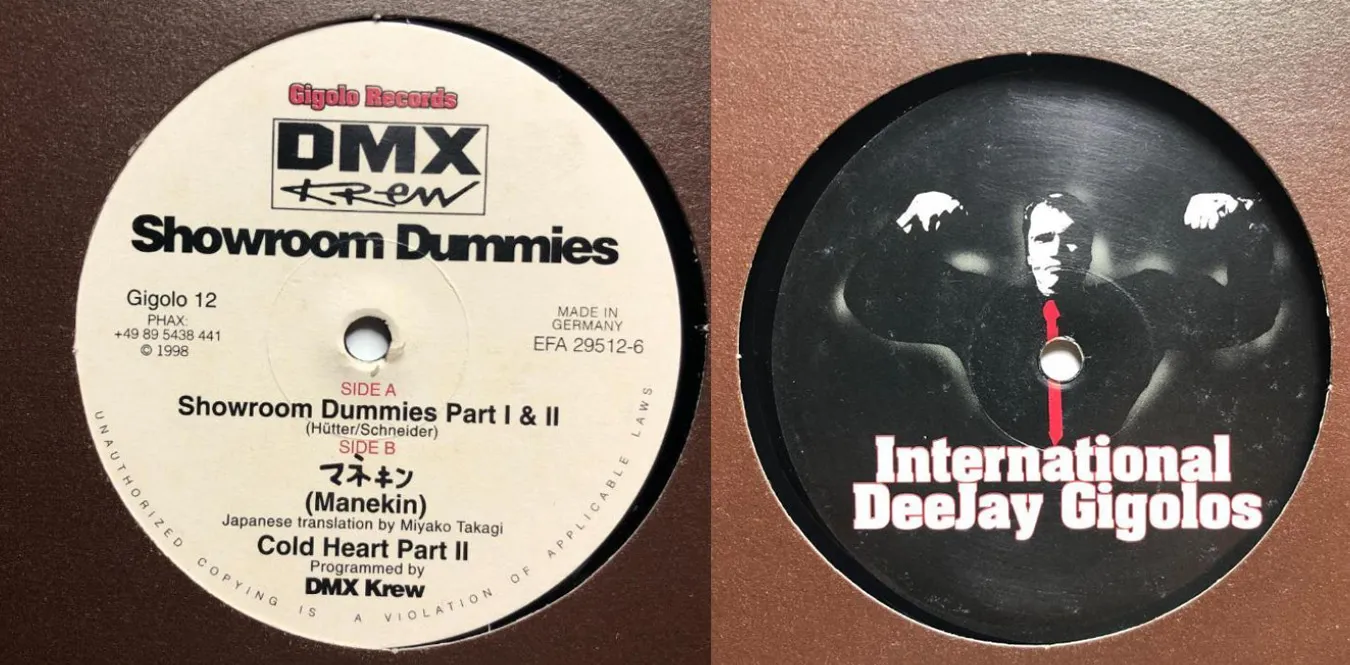 Gigolo Records
DMX
Krew
Showroom Dummies
Gigolo 12
PHAX:
+49 89 5438 441
© 1998
MADE IN
GERMANY
EFA 29512-6
SIDE A
Showroom Dummies Part I & II
(Hütter/Schneider)
SIDE B
マネキン
(Manekin)
Japanese translation by Miyako Takagi
Cold Heart Part II
Programmed by
DMX Krew
UNAUTHORIZED COPYING IS A VIOLATION OF APPLICABLE LAWS
International
DeeJay Gigolos